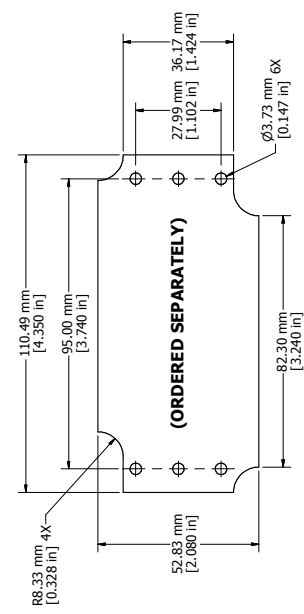 110.49 mm
[4.350 in]
95.00 mm
[3.740 in]
R8.33 mm 4X
[0.328 in]
36.17 mm
[1.424 in]
27.99 mm
[1.102 in]
Ø3.73 mm 6X
[0.147 in]
(ORDERED SEPARATELY)
52.83 mm
[2.080 in]
82.30 mm
[3.240 in]